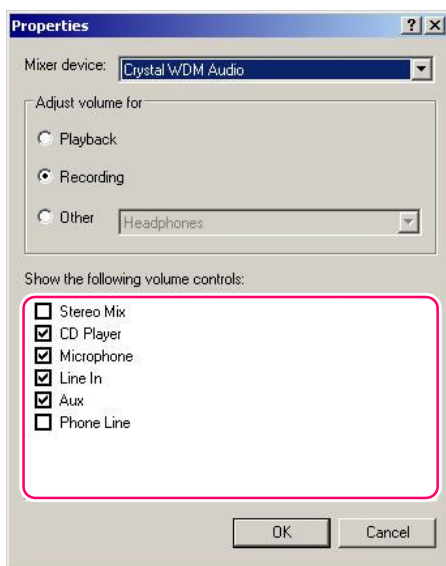 Properties
Mixer device: Crystal WDM Audio
Adjust volume for
Playback
Recording
Other Headphones
Show the following volume controls:
Stereo Mix
CD Player
Microphone
Line In
Aux
Phone Line
OK Cancel